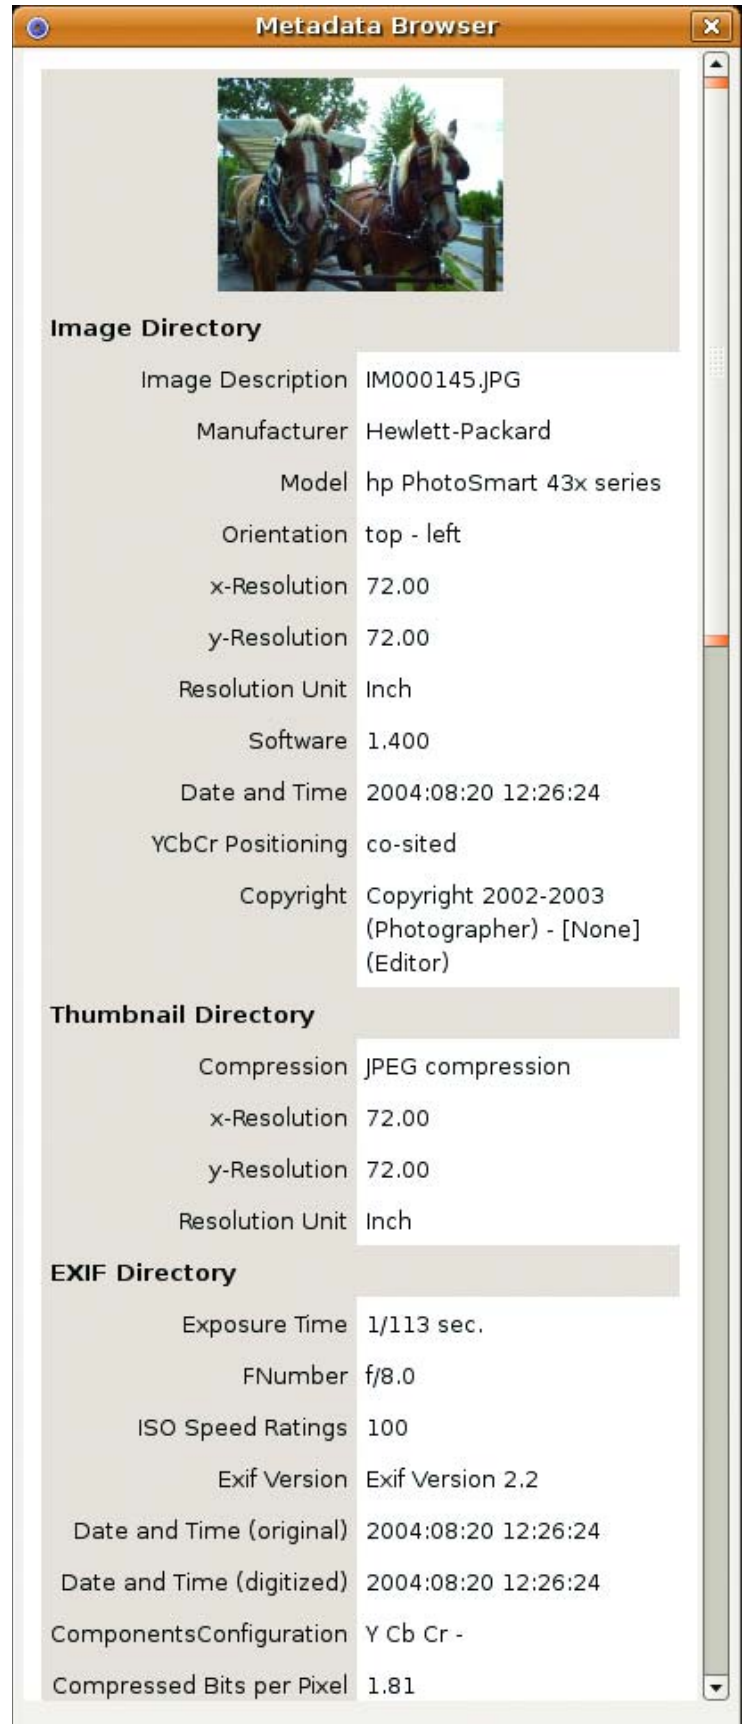 Metadata Browser
Image Directory
Image Description IM000145.JPG
Manufacturer Hewlett-Packard
Model hp PhotoSmart 43x series
Orientation top - left
x-Resolution 72.00
y-Resolution 72.00
Resolution Unit Inch
Software 1.400
Date and Time 2004:08:20 12:26:24
YCbCr Positioning co-sited
Copyright Copyright 2002-2003
(Photographer) - [None]
(Editor)
Thumbnail Directory
Compression JPEG compression
x-Resolution 72.00
y-Resolution 72.00
Resolution Unit Inch
EXIF Directory
Exposure Time 1/113 sec.
FNumber f/8.0
ISO Speed Ratings 100
Exif Version Exif Version 2.2
Date and Time (original) 2004:08:20 12:26:24
Date and Time (digitized) 2004:08:20 12:26:24
ComponentsConfiguration Y Cb Cr -
Compressed Bits per Pixel 1.81